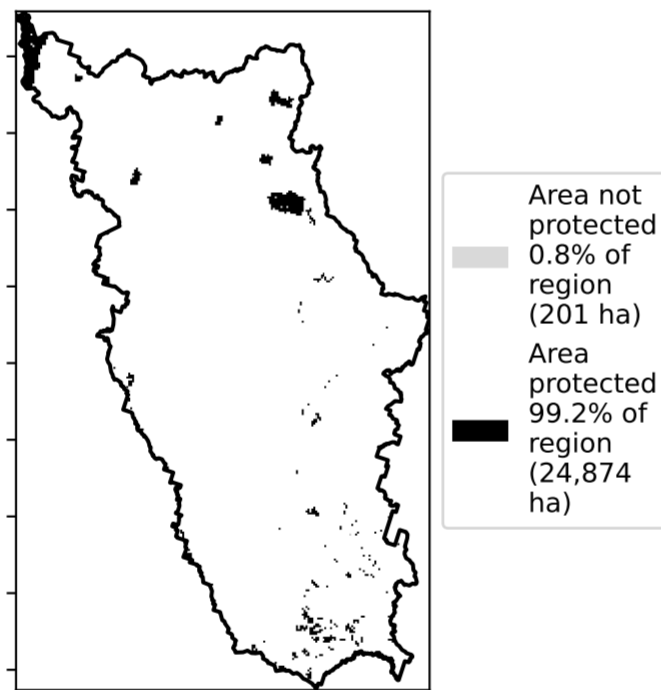 Area not
protected
0.8% of
region
(201 ha)
Area
protected
99.2% of
region
(24,874
ha)